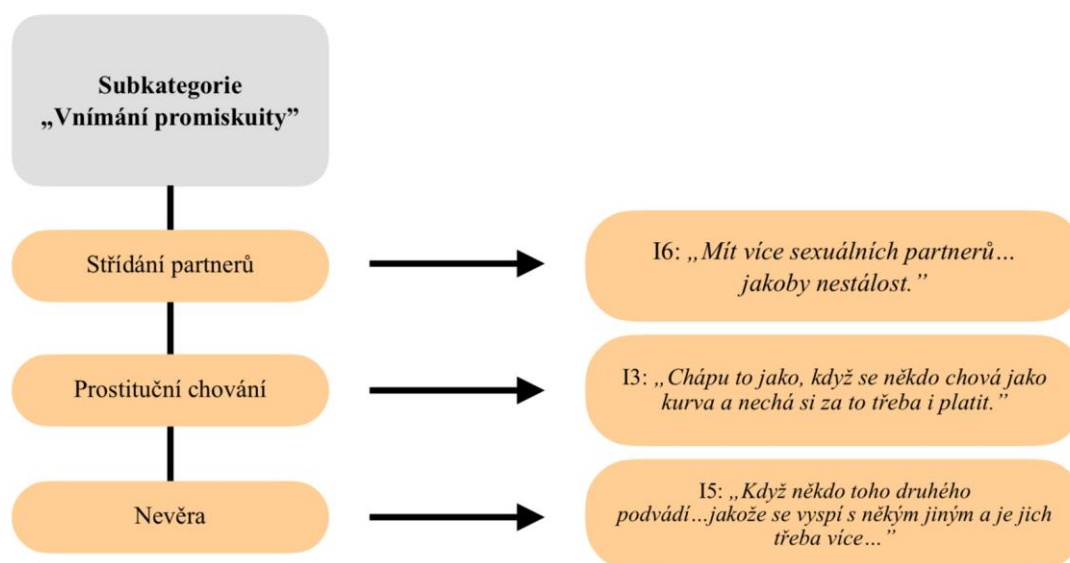 Subkategorie
„Vnímání promiskuity”
Střídání partnerů
I6: „Mít více sexuálních partnerů…
jakoby nestálost.”
Prostituční chování
I3: „Chápu to jako, když se někdo chová jako
kurva a nechá si za to třeba i platit.”
Nevěra
I5: „Když někdo toho druhého
podvádí…jakože se vyspí s někým jiným a je jich
třeba více…”